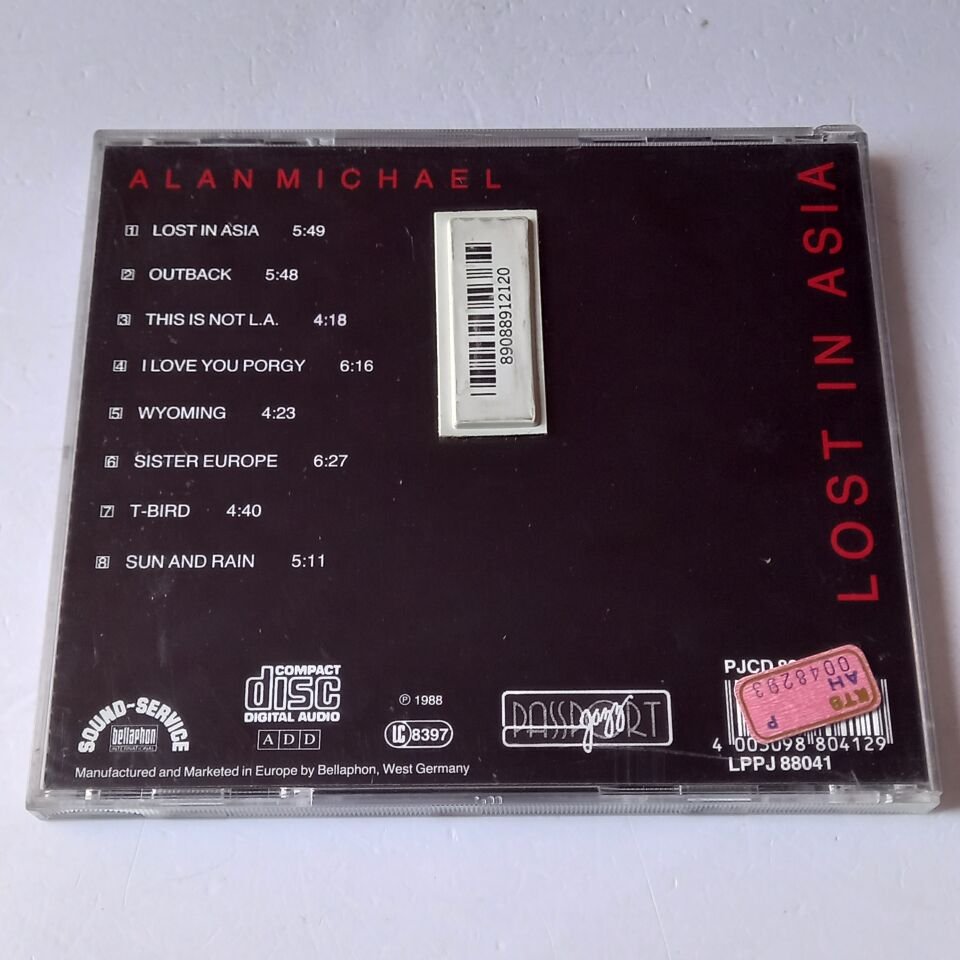 ALAN MICHAEL
1 LOST IN ASIA 5:49
2 OUTBACK 5:48
3 THIS IS NOT L.A. 4:18
4 I LOVE YOU PORGY 6:16
5 WYOMING 4:23
6 SISTER EUROPE 6:27
7 T-BIRD 4:40
8 SUN AND RAIN 5:11
89088912120
LOST IN ASIA
SOUND-SERVICE
bellaphon
INTERNATIONAL
COMPACT
disc
DIGITAL AUDIO
ADD
℗ 1988
LC 8397
PASSPORT
jazz
PJCD
KTB
AH
0048293
P
4 003098 804129
LPPJ 88041
Manufactured and Marketed in Europe by Bellaphon, West Germany